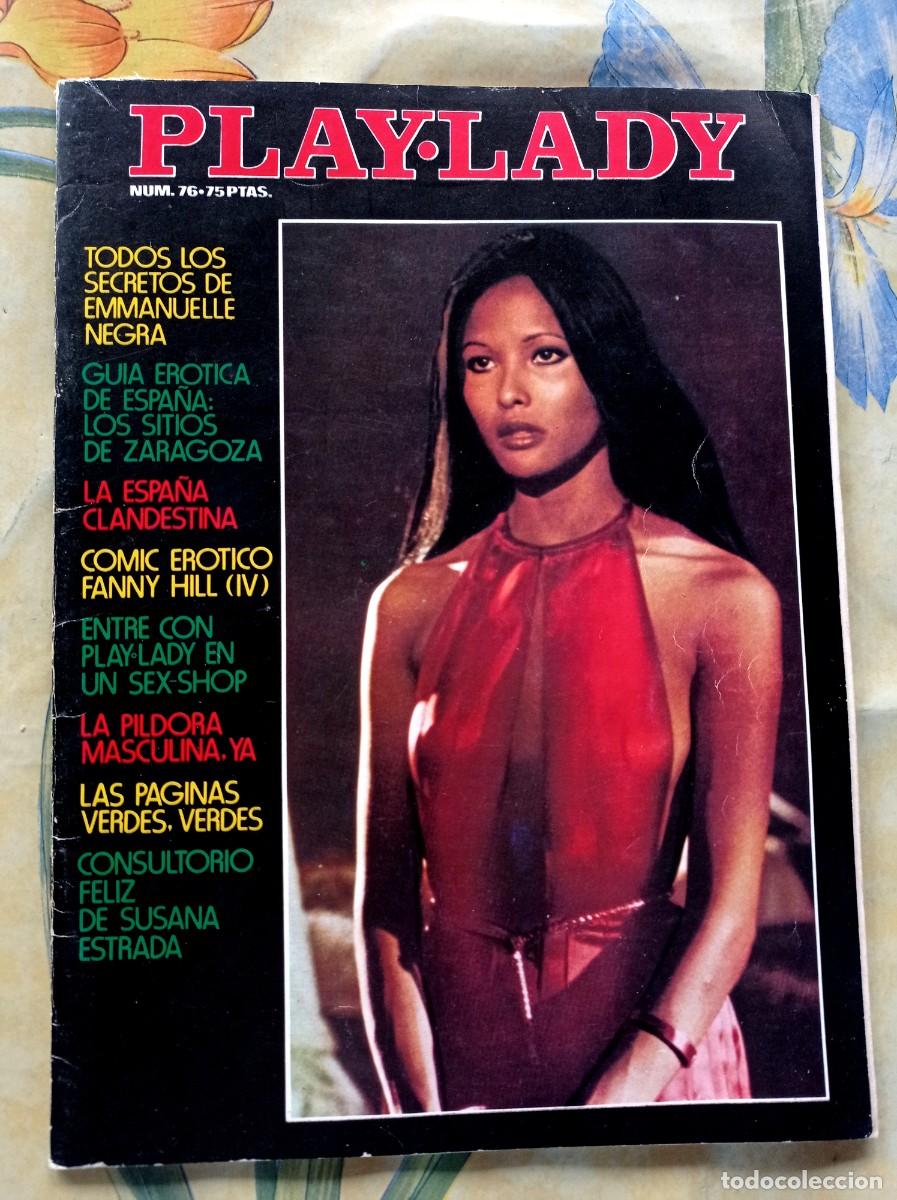 PLAY·LADY
NUM. 76·75 PTAS.
TODOS LOS
SECRETOS DE
EMMANUELLE
NEGRA
GUIA EROTICA
DE ESPAÑA:
LOS SITIOS
DE ZARAGOZA
LA ESPAÑA
CLANDESTINA
COMIC EROTICO
FANNY HILL (IV)
ENTRE CON
PLAY·LADY EN
UN SEX-SHOP
LA PILDORA
MASCULINA, YA
LAS PAGINAS
VERDES, VERDES
CONSULTORIO
FELIZ
DE SUSANA
ESTRADA
todocoleccion